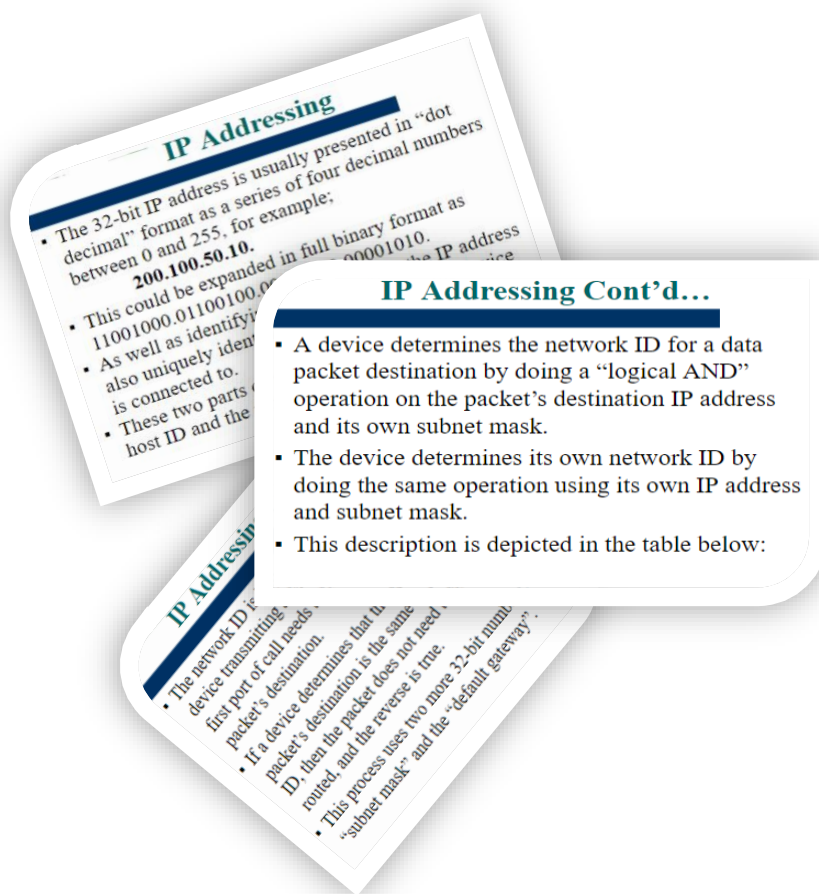 IP Addressing
▪ The 32-bit IP address is usually presented in “dot
decimal” format as a series of four decimal numbers
between 0 and 255, for example;
200.100.50.10.
▪ This could be expanded in full binary format as
11001000.01100100. 00001010.
▪ As well as IP address
also uniquely
is connected to.
▪ These two parts
host ID and the
IP Addressing Cont’d…
▪ A device determines the network ID for a data
packet destination by doing a “logical AND”
operation on the packet’s destination IP address
and its own subnet mask.
▪ The device determines its own network ID by
doing the same operation using its own IP address
and subnet mask.
▪ This description is depicted in the table below:
IP
▪ The network ID
device transmitting
first port of call needs
packet’s destination.
▪ If a device determines that
packet’s destination is the same
ID, then the packet does not need
routed, and the reverse is true.
▪ This process uses two more 32-bit
“subnet mask” and the “default gateway”.